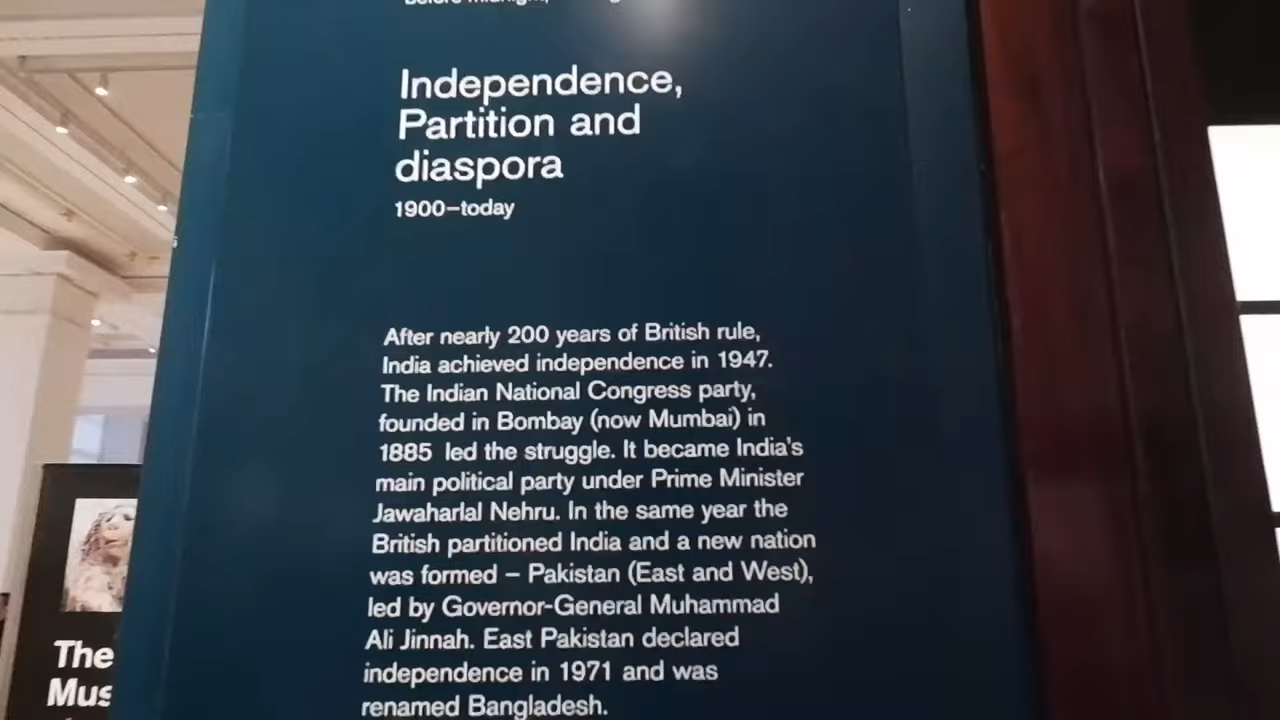 Before midnight,
Independence,
Partition and
diaspora
1900–today
After nearly 200 years of British rule,
India achieved independence in 1947.
The Indian National Congress party,
founded in Bombay (now Mumbai) in
1885 led the struggle. It became India's
main political party under Prime Minister
Jawaharlal Nehru. In the same year the
British partitioned India and a new nation
was formed – Pakistan (East and West),
led by Governor-General Muhammad
Ali Jinnah. East Pakistan declared
independence in 1971 and was
renamed Bangladesh.
The
Mus